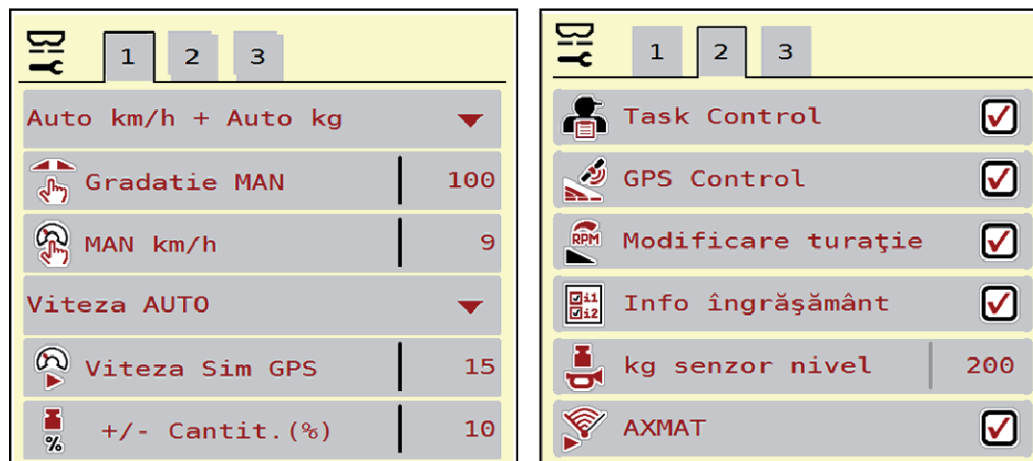 1 2 3
Auto km/h + Auto kg
Gradatie MAN 100
MAN km/h 9
Viteza AUTO
Viteza Sim GPS 15
% +/- Cantit.(%) 10
1 2 3
Task Control
GPS Control
RPM Modificare turaţie
i1 i2 Info îngrăşământ
kg senzor nivel 200
AXMAT